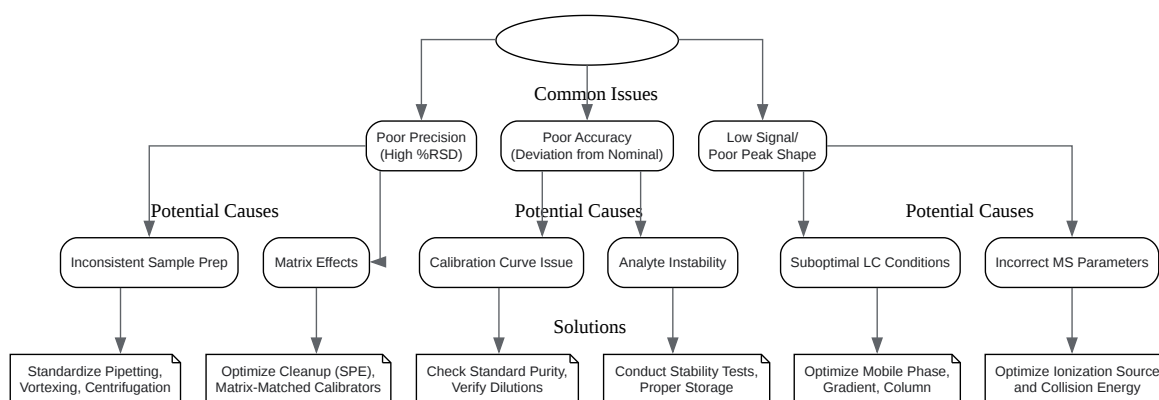 Common Issues
Poor Precision
(High %RSD)
Poor Accuracy
(Deviation from Nominal)
Low Signal/
Poor Peak Shape
Potential Causes
Potential Causes
Potential Causes
Inconsistent Sample Prep
Matrix Effects
Calibration Curve Issue
Analyte Instability
Suboptimal LC Conditions
Incorrect MS Parameters
Solutions
Standardize Pipetting,
Vortexing, Centrifugation
Optimize Cleanup (SPE),
Matrix-Matched Calibrators
Check Standard Purity,
Verify Dilutions
Conduct Stability Tests,
Proper Storage
Optimize Mobile Phase,
Gradient, Column
Optimize Ionization Source
and Collision Energy